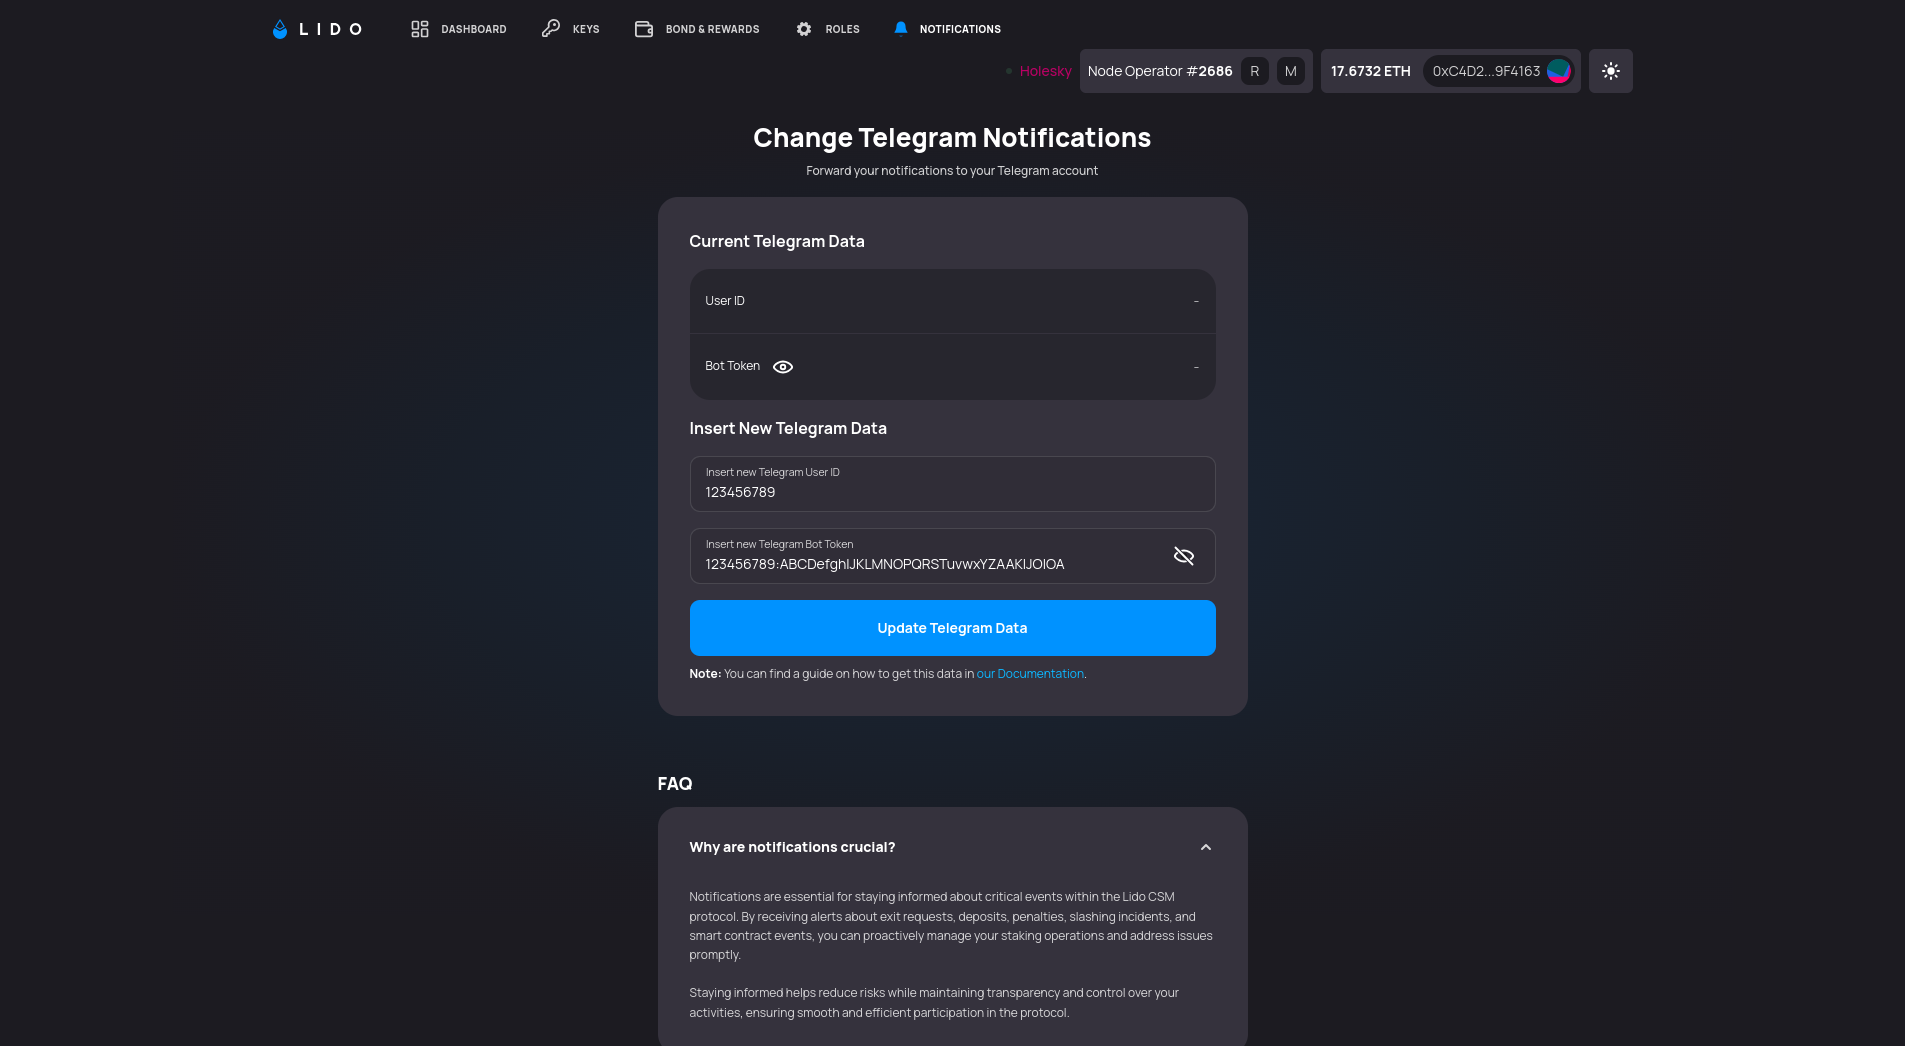 LIDO
DASHBOARD
KEYS
BOND & REWARDS
ROLES
NOTIFICATIONS
Holesky
Node Operator #2686
R
M
17.6732 ETH
0xC4D2...9F4163
Change Telegram Notifications
Forward your notifications to your Telegram account
Current Telegram Data
User ID
-
Bot Token
-
Insert New Telegram Data
Insert new Telegram User ID
123456789
Insert new Telegram Bot Token
123456789:ABCDefghIJKLMNOPQRSTuvwxYZAAKIJOIOA
Update Telegram Data
Note: You can find a guide on how to get this data in our Documentation.
FAQ
Why are notifications crucial?
Notifications are essential for staying informed about critical events within the Lido CSM
protocol. By receiving alerts about exit requests, deposits, penalties, slashing incidents, and
smart contract events, you can proactively manage your staking operations and address issues
promptly.
Staying informed helps reduce risks while maintaining transparency and control over your
activities, ensuring smooth and efficient participation in the protocol.